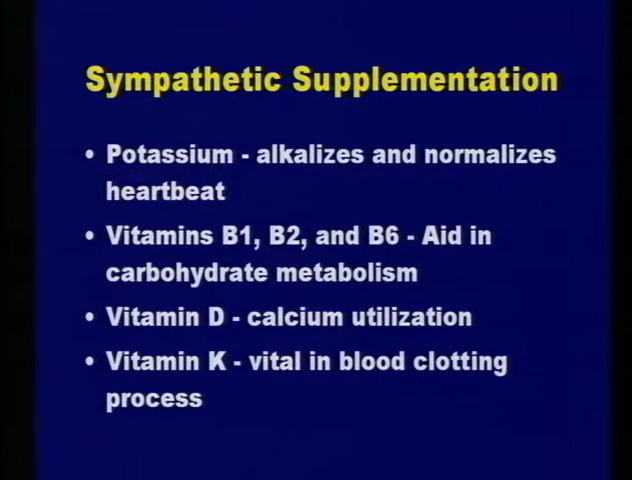 Sympathetic Supplementation
• Potassium - alkalizes and normalizes
heartbeat
• Vitamins B1, B2, and B6 - Aid in
carbohydrate metabolism
• Vitamin D - calcium utilization
• Vitamin K - vital in blood clotting
process